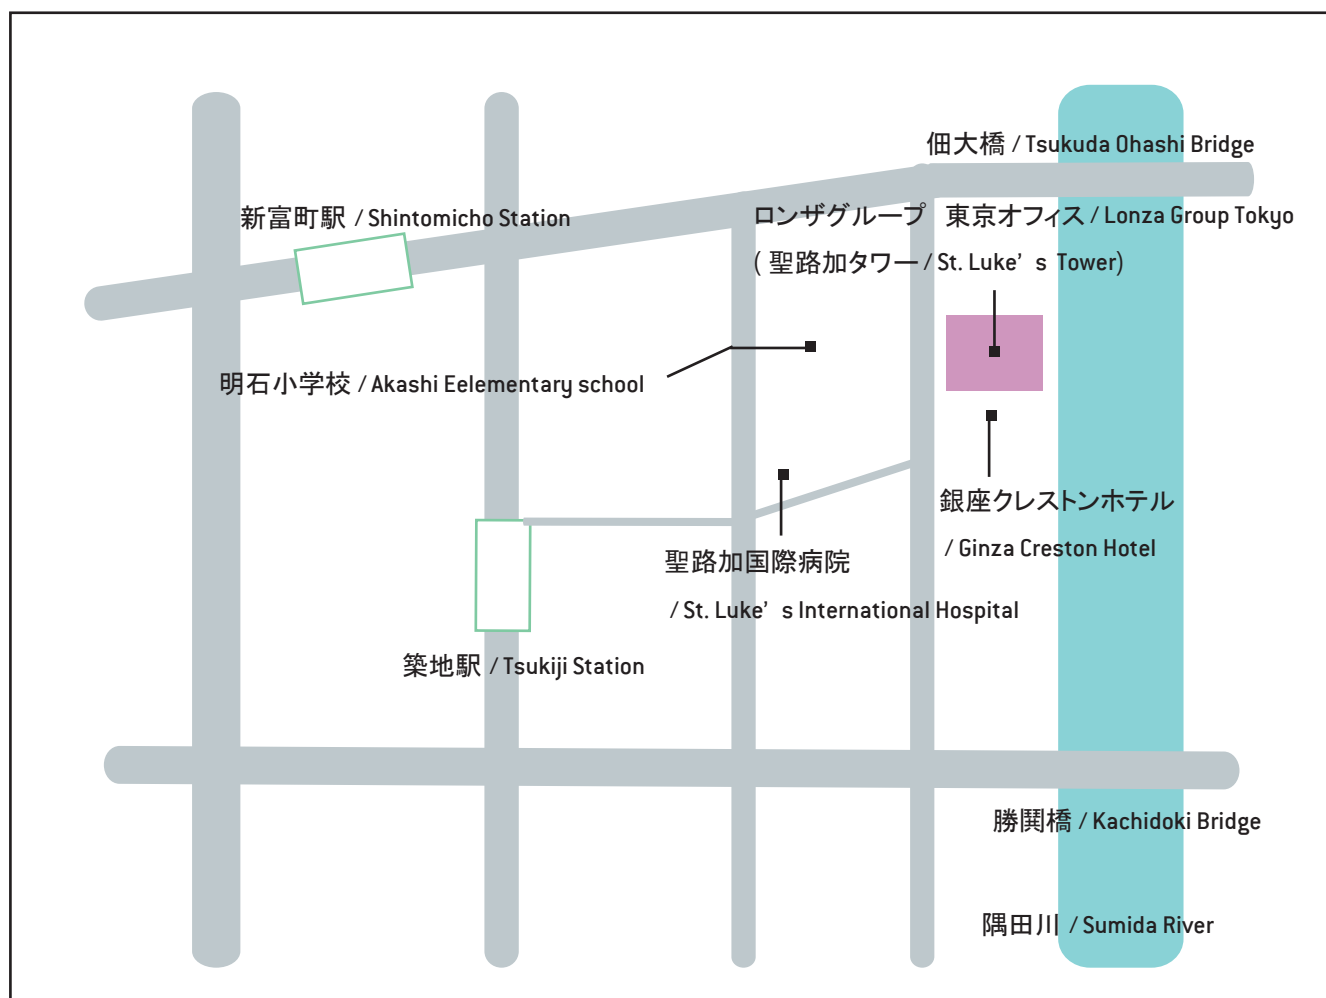 佃大橋 / Tsukuda Ohashi Bridge
新富町駅 / Shintomicho Station
ロンザグループ 東京オフィス / Lonza Group Tokyo
( 聖路加タワー / St. Luke’s Tower)
明石小学校 / Akashi Eelementary school
銀座クレストンホテル
/ Ginza Creston Hotel
聖路加国際病院
/ St. Luke’s International Hospital
築地駅 / Tsukiji Station
勝鬨橋 / Kachidoki Bridge
隅田川 / Sumida River